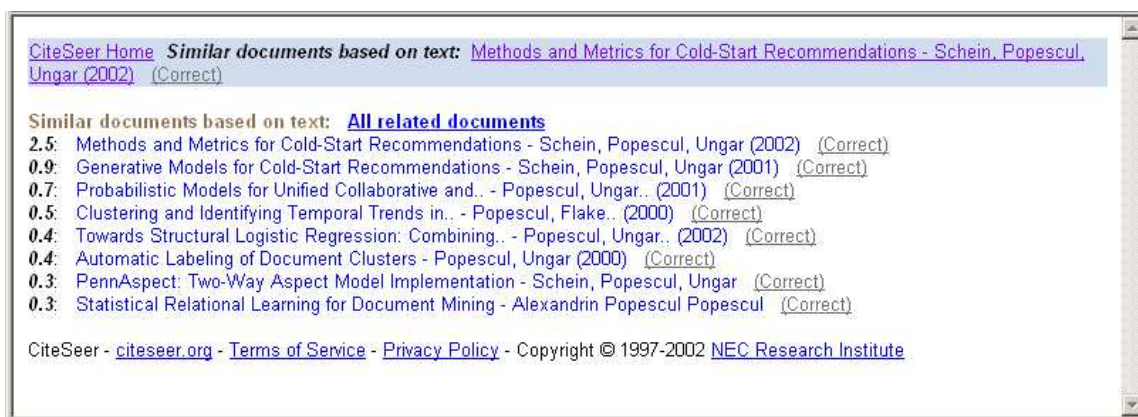 CiteSeer Home Similar documents based on text: Methods and Metrics for Cold-Start Recommendations - Schein, Popescul,
Ungar (2002) (Correct)
Similar documents based on text: All related documents
2.5: Methods and Metrics for Cold-Start Recommendations - Schein, Popescul, Ungar (2002) (Correct)
0.9: Generative Models for Cold-Start Recommendations - Schein, Popescul, Ungar (2001) (Correct)
0.7: Probabilistic Models for Unified Collaborative and.. - Popescul, Ungar.. (2001) (Correct)
0.5: Clustering and Identifying Temporal Trends in.. - Popescul, Flake.. (2000) (Correct)
0.4: Towards Structural Logistic Regression: Combining.. - Popescul, Ungar.. (2002) (Correct)
0.4: Automatic Labeling of Document Clusters - Popescul, Ungar (2000) (Correct)
0.3: PennAspect: Two-Way Aspect Model Implementation - Schein, Popescul, Ungar (Correct)
0.3: Statistical Relational Learning for Document Mining - Alexandrin Popescul Popescul (Correct)
CiteSeer - citeseer.org - Terms of Service - Privacy Policy - Copyright © 1997-2002 NEC Research Institute